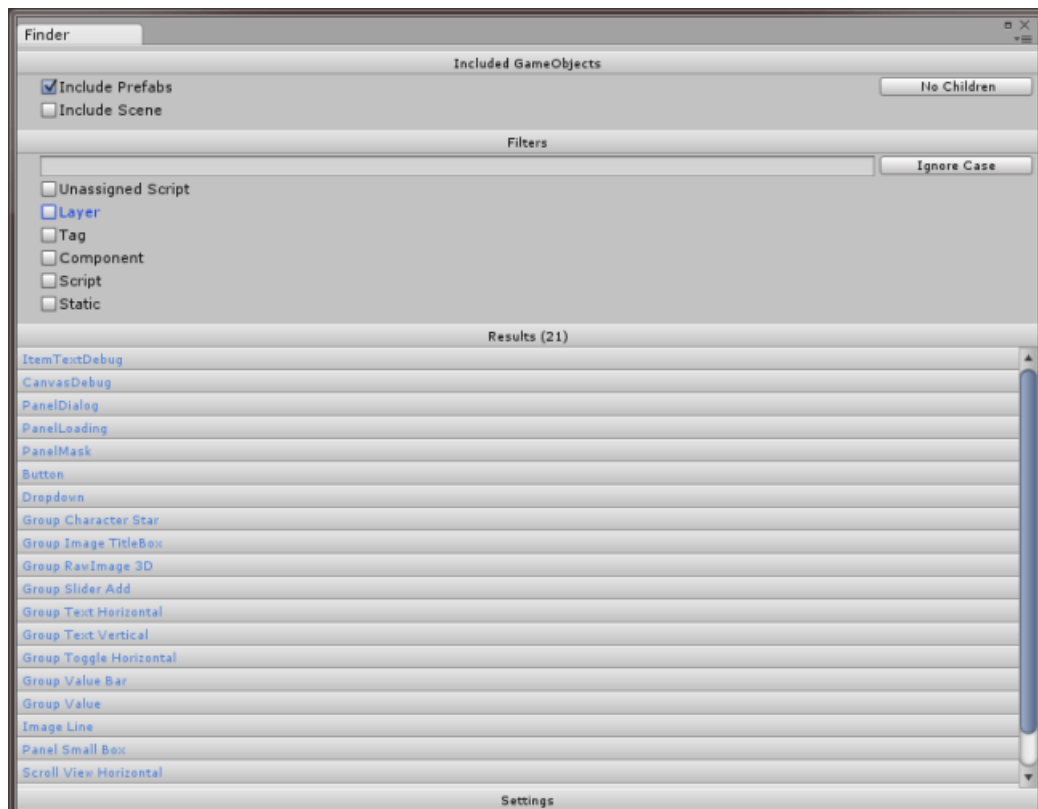 Finder
Included GameObjects
Include Prefabs
No Children
Include Scene
Filters
Ignore Case
Unassigned Script
Layer
Tag
Component
Script
Static
Results (21)
ItemTextDebug
CanvasDebug
PanelDialog
PanelLoading
PanelMask
Button
Dropdown
Group Character Star
Group Image TitleBox
Group RawImage 3D
Group Slider Add
Group Text Horizontal
Group Text Vertical
Group Toggle Horizontal
Group Value Bar
Group Value
Image Line
Panel Small Box
Scroll View Horizontal
Settings